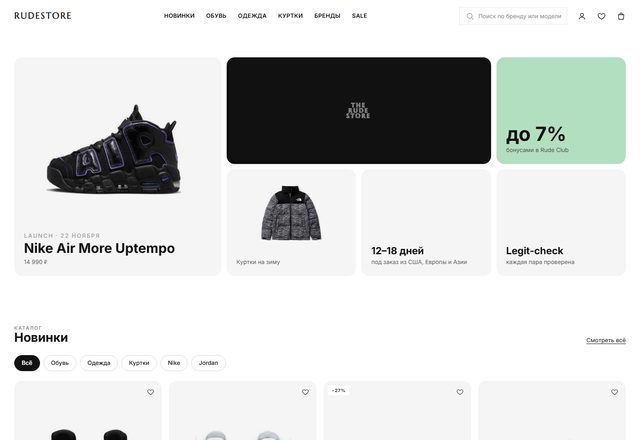 RUDESTORE
НОВИНКИ ОБУВЬ ОДЕЖДА КУРТКИ БРЕНДЫ SALE
Поиск по бренду или модели
THE
RUDE
STORE
до 7%
бонусами в Rude Club
LAUNCH · 22 НОЯБРЯ
Nike Air More Uptempo
14 990 ₽
Куртки на зиму
12–18 дней
под заказ из США, Европы и Азии
Legit-check
каждая пара проверена
КАТАЛОГ
Новинки
Смотреть всё
Всё Обувь Одежда Куртки Nike Jordan
-27%